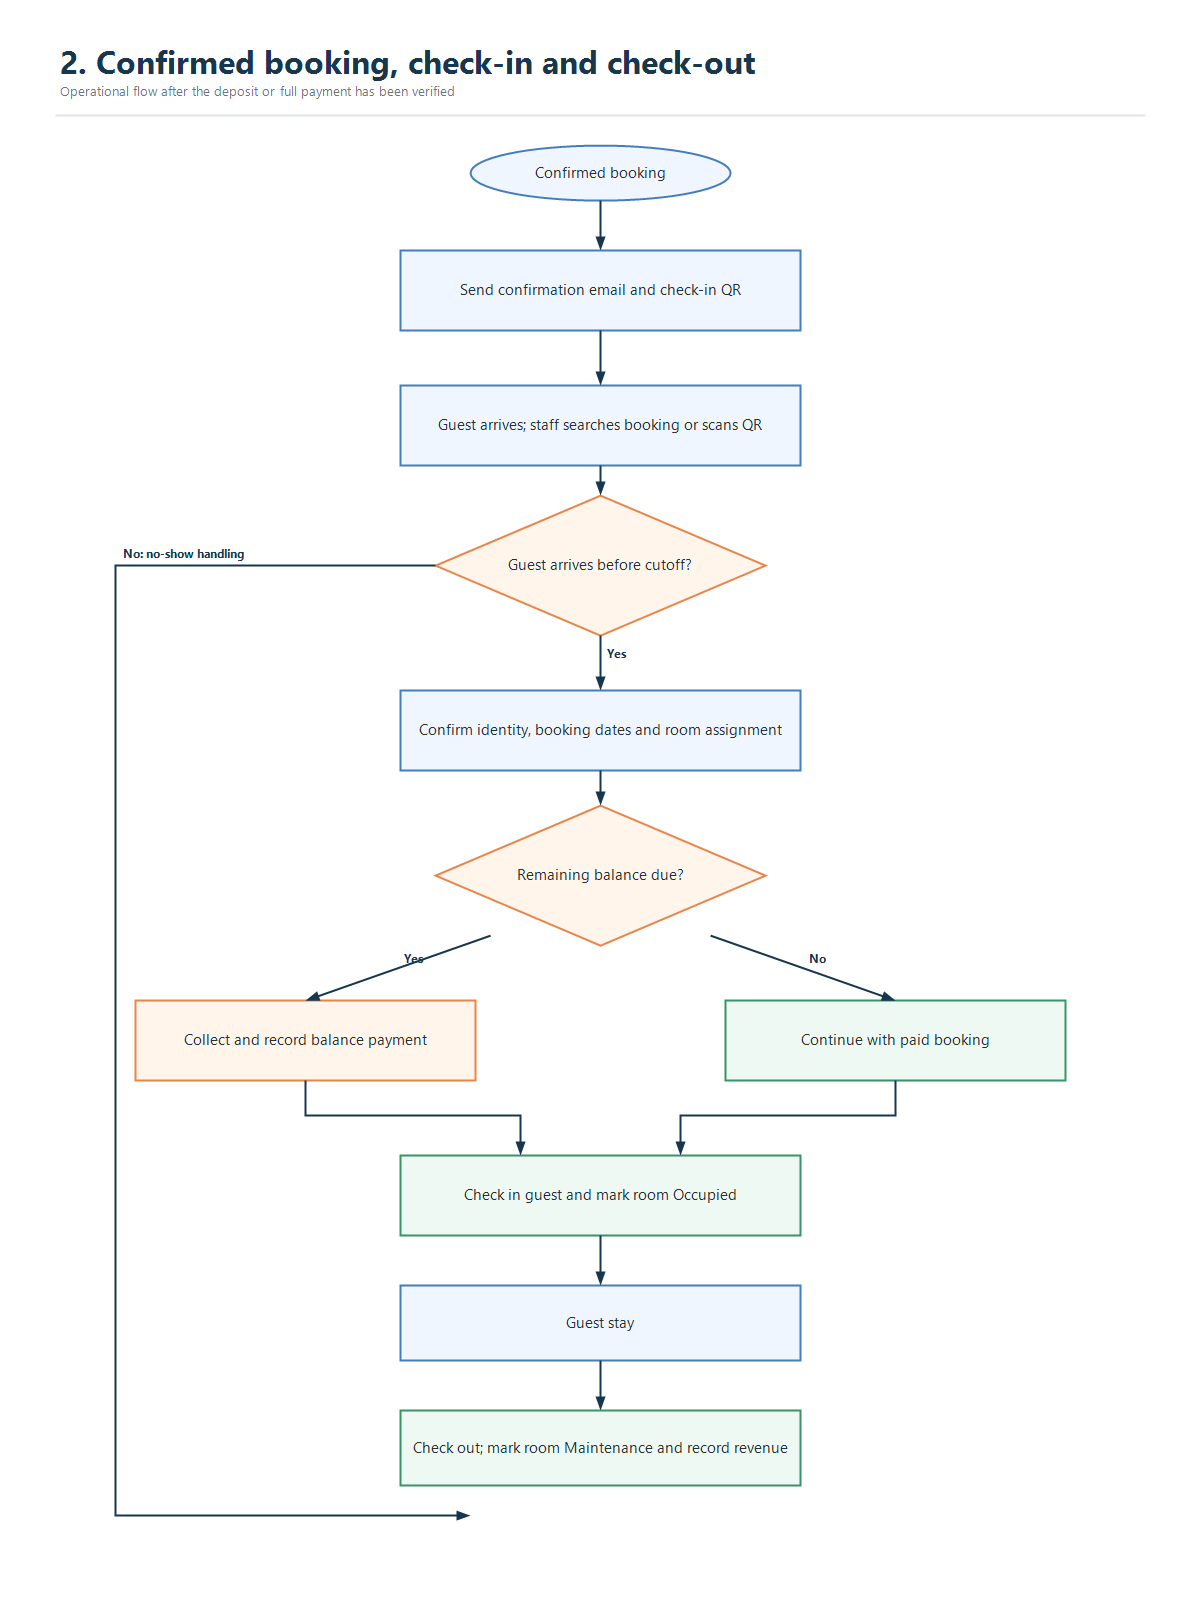 2. Confirmed booking, check-in and check-out
Operational flow after the deposit or full payment has been verified
Confirmed booking
Send confirmation email and check-in QR
Guest arrives; staff searches booking or scans QR
No: no-show handling
Guest arrives before cutoff?
Yes
Confirm identity, booking dates and room assignment
Remaining balance due?
Yes
No
Collect and record balance payment
Continue with paid booking
Check in guest and mark room Occupied
Guest stay
Check out; mark room Maintenance and record revenue